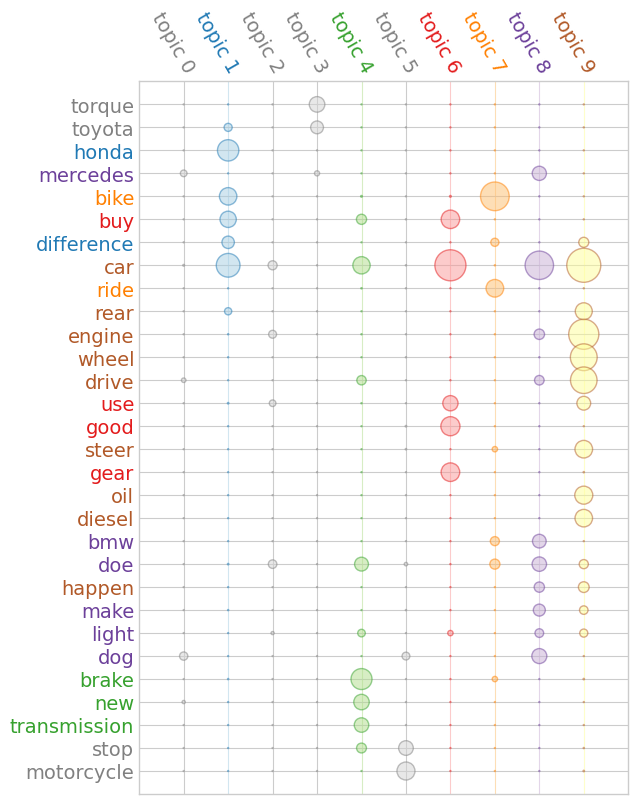 topic 0
topic 1
topic 2
topic 3
topic 4
topic 5
topic 6
topic 7
topic 8
topic 9
torque
toyota
honda
mercedes
bike
buy
difference
car
ride
rear
engine
wheel
drive
use
good
steer
gear
oil
diesel
bmw
doe
happen
make
light
dog
brake
new
transmission
stop
motorcycle